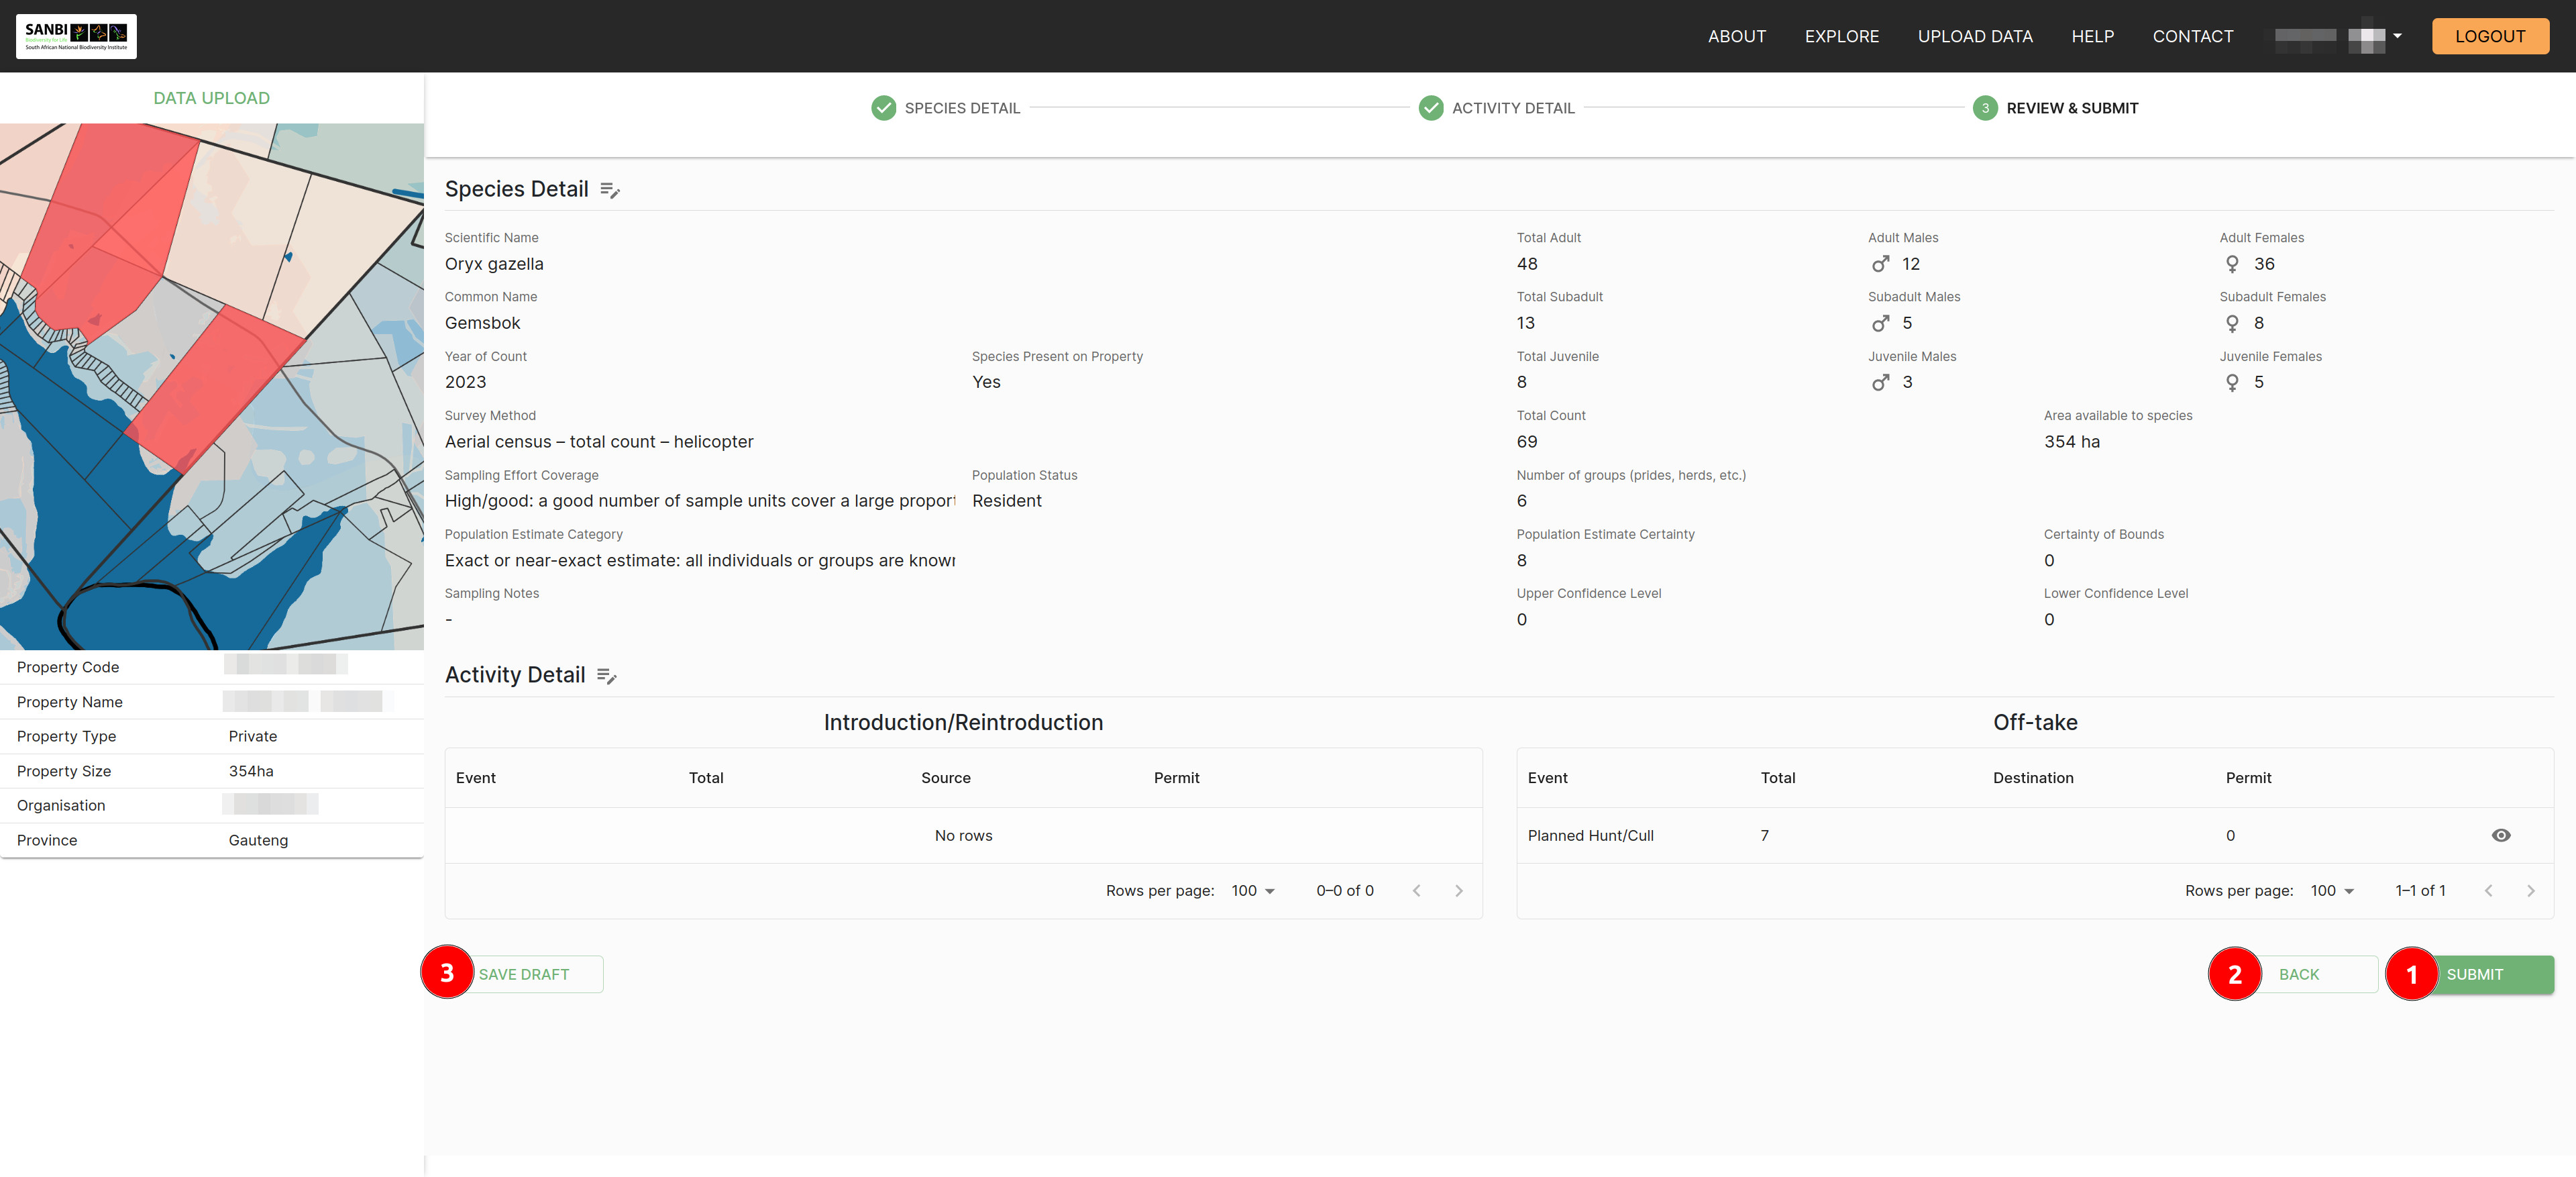 SANBI
Biodiversity for Life
South African National Biodiversity Institute
ABOUT EXPLORE UPLOAD DATA HELP CONTACT LOGOUT
DATA UPLOAD
SPECIES DETAIL ACTIVITY DETAIL 3 REVIEW & SUBMIT
Species Detail
Scientific Name Total Adult Adult Males Adult Females
Oryx gazella 48 12 36
Common Name Total Subadult Subadult Males Subadult Females
Gemsbok 13 5 8
Year of Count Species Present on Property Total Juvenile Juvenile Males Juvenile Females
2023 Yes 8 3 5
Survey Method Total Count Area available to species
Aerial census – total count – helicopter 69 354 ha
Sampling Effort Coverage Population Status Number of groups (prides, herds, etc.)
High/good: a good number of sample units cover a large proport Resident 6
Population Estimate Category Population Estimate Certainty Certainty of Bounds
Exact or near-exact estimate: all individuals or groups are known 8 0
Sampling Notes Upper Confidence Level Lower Confidence Level
- 0 0
Property Code
Property Name
Property Type Private
Property Size 354ha
Organisation
Province Gauteng
Activity Detail
Introduction/Reintroduction Off-take
Event Total Source Permit Event Total Destination Permit
No rows Planned Hunt/Cull 7 0
Rows per page: 100 0–0 of 0 Rows per page: 100 1–1 of 1
3 SAVE DRAFT 2 BACK 1 SUBMIT